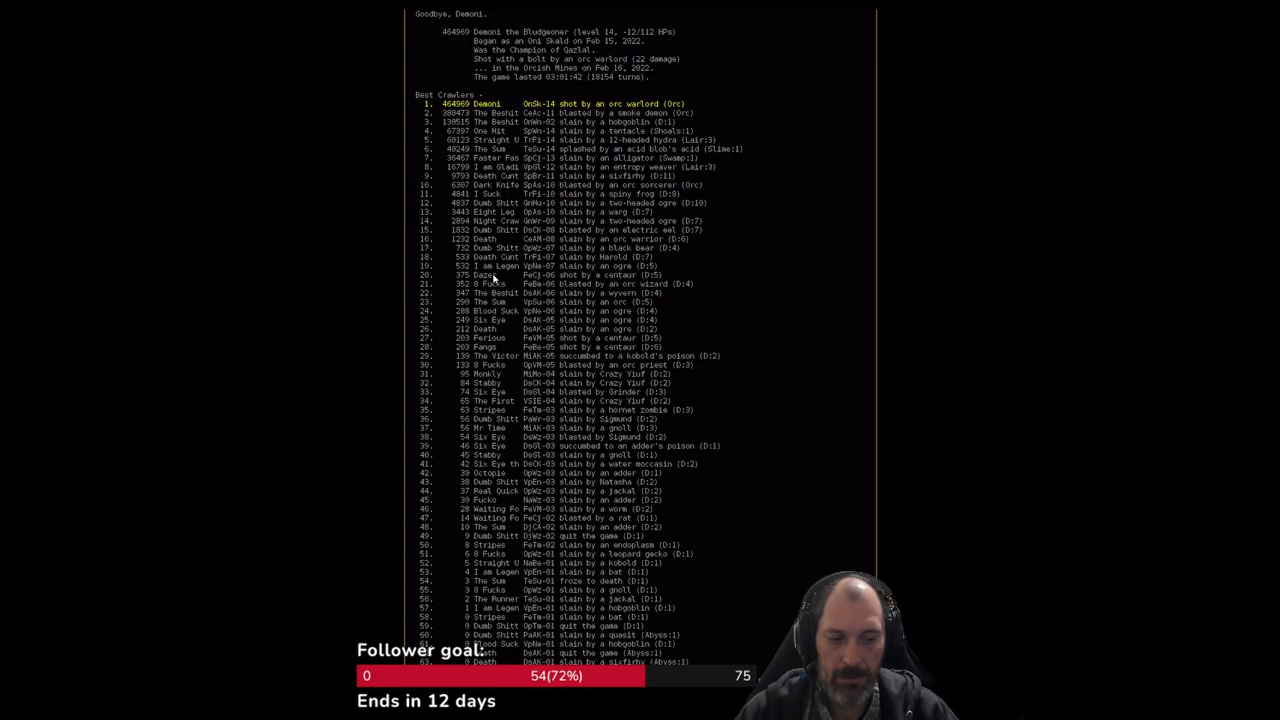 Goodbye, Demoni.
464969 Demoni the Bludgeoner (level 14, -12/112 HPs)
Began as an Oni Skald on Feb 15, 2022.
Was the Champion of Qazlal.
Shot with a bolt by an orc warlord (22 damage)
... in the Orcish Mines on Feb 16, 2022.
The game lasted 03:01:42 (18154 turns).
Best Crawlers -
1. 464969 Demoni OnSk-14 shot by an orc warlord (Orc)
2. 380473 The Beshit CeAc-11 blasted by a smoke demon (Orc)
3. 130515 The Beshit OnWn-02 slain by a hobgoblin (D:1)
4. 67397 One Hit SpWn-14 slain by a tentacle (Shoals:1)
5. 60123 Straight U TrFi-14 slain by a 12-headed hydra (Lair:3)
6. 40249 The Sum TeSu-14 splashed by an acid blob's acid (Slime:1)
7. 36467 Faster Fas SpCj-13 slain by an alligator (Swamp:1)
8. 16799 I am Gladi VpGl-12 slain by an entropy weaver (Lair:3)
9. 9793 Death Cunt SpBr-11 slain by a sixfirhy (D:11)
10. 6307 Dark Knife SpAs-10 blasted by an orc sorcerer (Orc)
11. 4841 I Suck TrFi-10 slain by a spiny frog (D:8)
12. 4837 Dumb Shitt GnHu-10 slain by a two-headed ogre (D:10)
13. 3443 Eight Leg OpAs-10 slain by a warg (D:7)
14. 2894 Night Craw GnWr-09 slain by a two-headed ogre (D:7)
15. 1832 Dumb Shitt DsCK-08 blasted by an electric eel (D:7)
16. 1232 Death CeAM-08 slain by an orc warrior (D:6)
17. 732 Dumb Shitt OpWz-07 slain by a black bear (D:4)
18. 533 Death Cunt TrFi-07 slain by Harold (D:7)
19. 532 I am Legen VpNe-07 slain by an ogre (D:5)
20. 375 Dazer FeCj-06 shot by a centaur (D:5)
21. 352 8 Fucks FeBe-06 blasted by an orc wizard (D:4)
22. 347 The Beshit DsAK-06 slain by a wyvern (D:4)
23. 290 The Sum VpSu-06 slain by an orc (D:5)
24. 288 Blood Suck VpNe-06 slain by an ogre (D:4)
25. 249 Six Eye DsAK-05 slain by an ogre (D:4)
26. 212 Death DsAK-05 slain by an ogre (D:2)
27. 203 Ferious FeVM-05 shot by a centaur (D:5)
28. 203 Fangs FeBe-05 shot by a centaur (D:6)
29. 139 The Victor MiAK-05 succumbed to a kobold's poison (D:2)
30. 133 8 Fucks OpVM-05 blasted by an orc priest (D:3)
31. 95 Monkly MiMo-04 slain by Crazy Yiuf (D:2)
32. 84 Stabby DsCK-04 slain by Crazy Yiuf (D:2)
33. 74 Six Eye DsGl-04 blasted by Grinder (D:3)
34. 65 The First VSIE-04 slain by Crazy Yiuf (D:2)
35. 63 Stripes FeTm-03 slain by a hornet zombie (D:3)
36. 56 Dumb Shitt PaWr-03 slain by Sigmund (D:2)
37. 56 Mr Time MiAK-03 slain by a gnoll (D:3)
38. 54 Six Eye DsWz-03 blasted by Sigmund (D:2)
39. 46 Six Eye DsGl-03 succumbed to an adder's poison (D:1)
40. 45 Stabby DsCK-03 slain by a gnoll (D:1)
41. 42 Six Eye th DsCK-03 slain by a water moccasin (D:2)
42. 39 Octopie OpWz-03 slain by an adder (D:1)
43. 38 Dumb Shitt VpEn-03 slain by Natasha (D:2)
44. 37 Real Quick OpWz-03 slain by a jackal (D:2)
45. 30 Fucko NaWz-03 slain by an adder (D:1)
46. 28 Waiting Fo FeVM-03 slain by a worm (D:2)
47. 14 Waiting Fo FeCj-02 blasted by a rat (D:1)
48. 10 The Sum DjCA-02 slain by an adder (D:2)
49. 9 Dumb Shitt DjWz-02 quit the game (D:1)
50. 8 Stripes FeTm-03 slain by an endoplasm (D:1)
51. 6 8 Fucks OpWz-01 slain by a leopard gecko (D:1)
52. 5 Straight U NaBe-01 slain by a kobold (D:1)
53. 4 I am Legen VpEn-01 slain by a bat (D:1)
54. 3 The Sum TeSu-01 froze to death (D:1)
55. 3 8 Fucks OpWz-01 slain by a gnoll (D:1)
56. 2 The Runner TeSu-01 slain by a jackal (D:1)
57. 1 I am Legen VpEn-01 slain by a hobgoblin (D:1)
58. 0 Stripes FeTm-01 slain by a bat (D:1)
59. 0 Dumb Shitt OpTm-01 quit the game (D:1)
60. 0 Dumb Shitt PaAK-01 slain by a quasit (Abyss:1)
61. 0 Blood Suck VpNe-01 slain by a hobgoblin (D:1)
Death DsAK-01 quit the game (Abyss:1)
63. 0 Death DsAK-01 slain by a sixfirhy (Abyss:1)
Follower goal:
0 54(72%) 75
Ends in 12 days